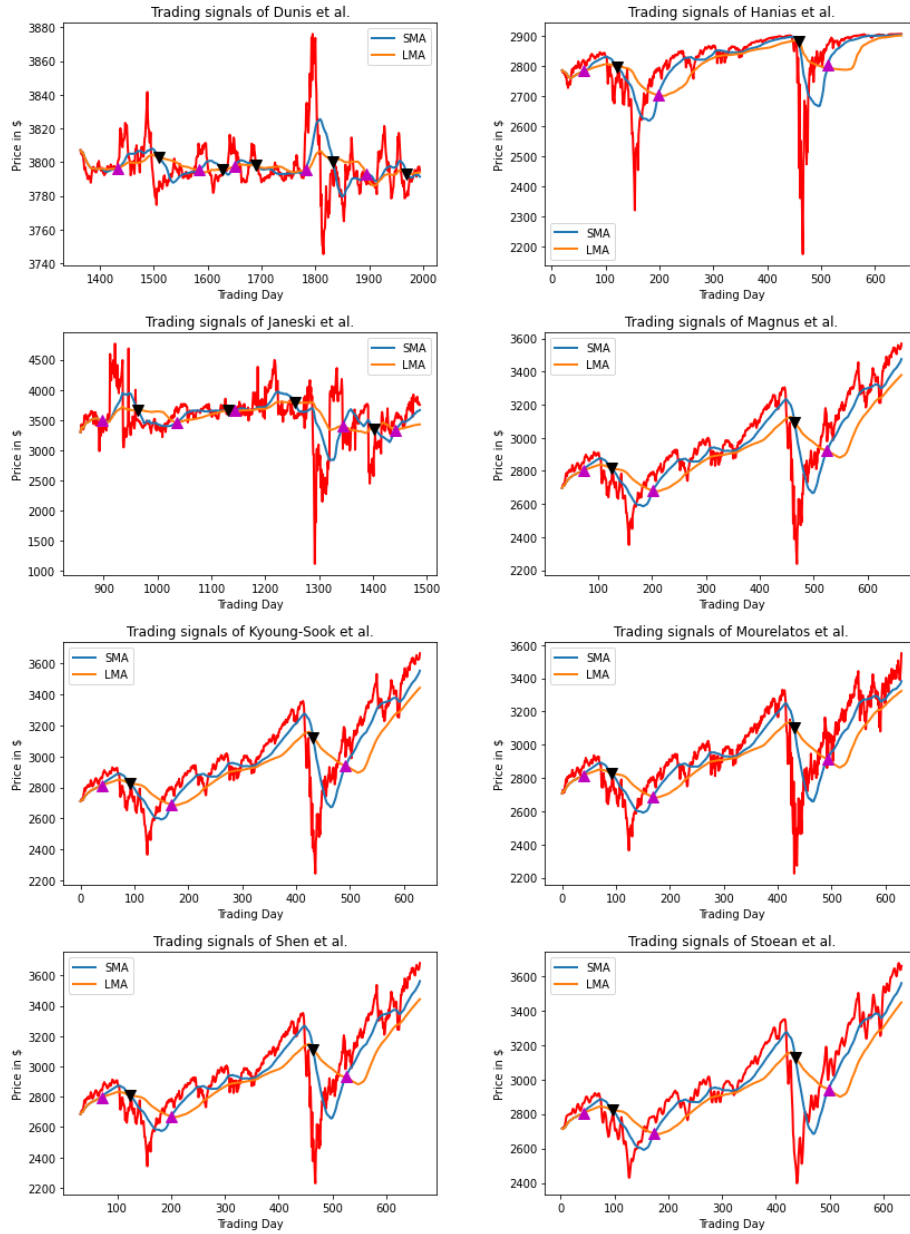 Trading signals of Dunis et al.
3880
3860
3840
3820
3800
3780
3760
3740
Price in $
SMA
LMA
1400 1500 1600 1700 1800 1900 2000
Trading Day
Trading signals of Hanias et al.
2900
2800
2700
2600
2500
2400
2300
2200
Price in $
SMA
LMA
0 100 200 300 400 500 600
Trading Day
Trading signals of Janeski et al.
4500
4000
3500
3000
2500
2000
1500
1000
Price in $
SMA
LMA
900 1000 1100 1200 1300 1400 1500
Trading Day
Trading signals of Magnus et al.
3600
3400
3200
3000
2800
2600
2400
2200
Price in $
SMA
LMA
100 200 300 400 500 600
Trading Day
Trading signals of Kyoung-Sook et al.
3600
3400
3200
3000
2800
2600
2400
2200
Price in $
SMA
LMA
0 100 200 300 400 500 600
Trading Day
Trading signals of Mourelatos et al.
3600
3400
3200
3000
2800
2600
2400
2200
Price in $
SMA
LMA
0 100 200 300 400 500 600
Trading Day
Trading signals of Shen et al.
3600
3400
3200
3000
2800
2600
2400
2200
Price in $
SMA
LMA
100 200 300 400 500 600
Trading Day
Trading signals of Stoean et al.
3600
3400
3200
3000
2800
2600
2400
Price in $
SMA
LMA
0 100 200 300 400 500 600
Trading Day